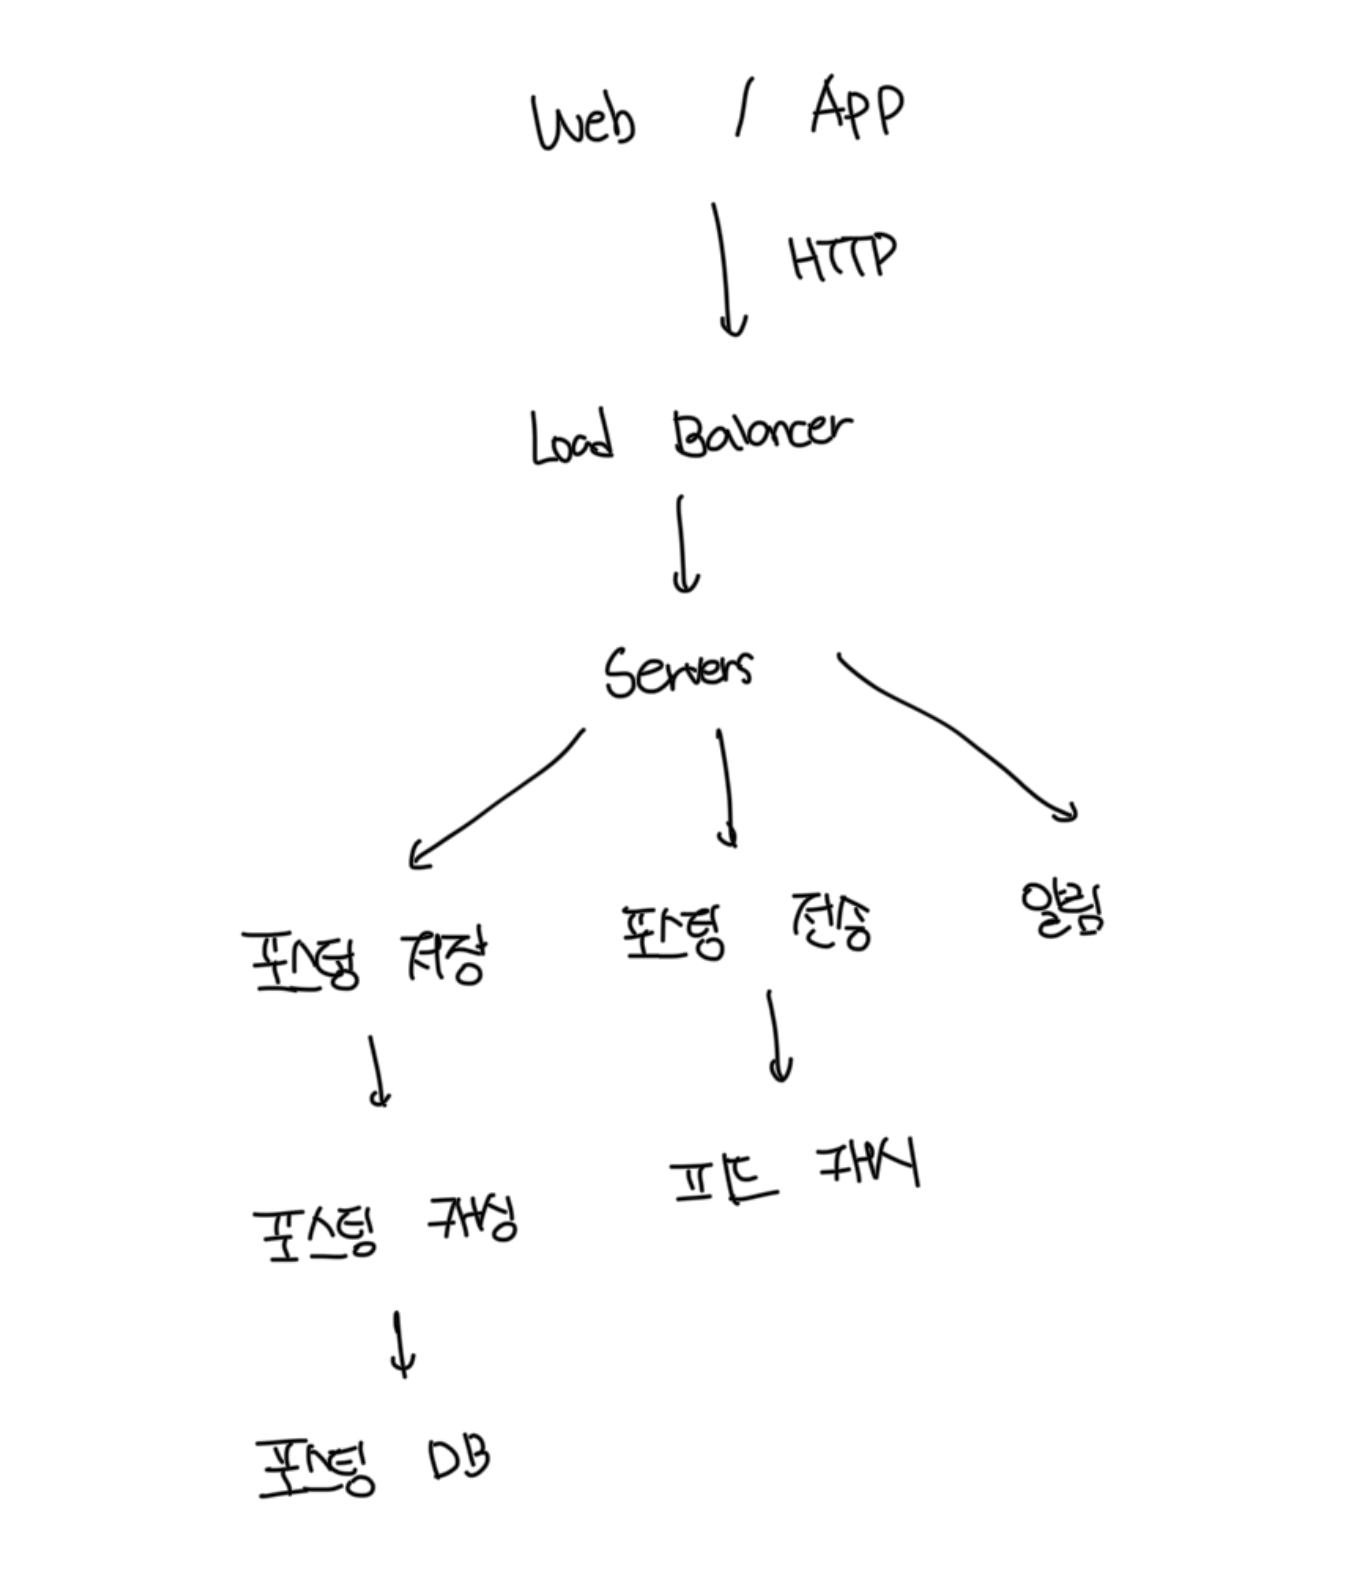 Web / APP
HTTP
Load Balancer
Servers
포스팅 저장
포스팅 전송
알림
포스팅 캐싱
피드 캐시
포스팅 DB